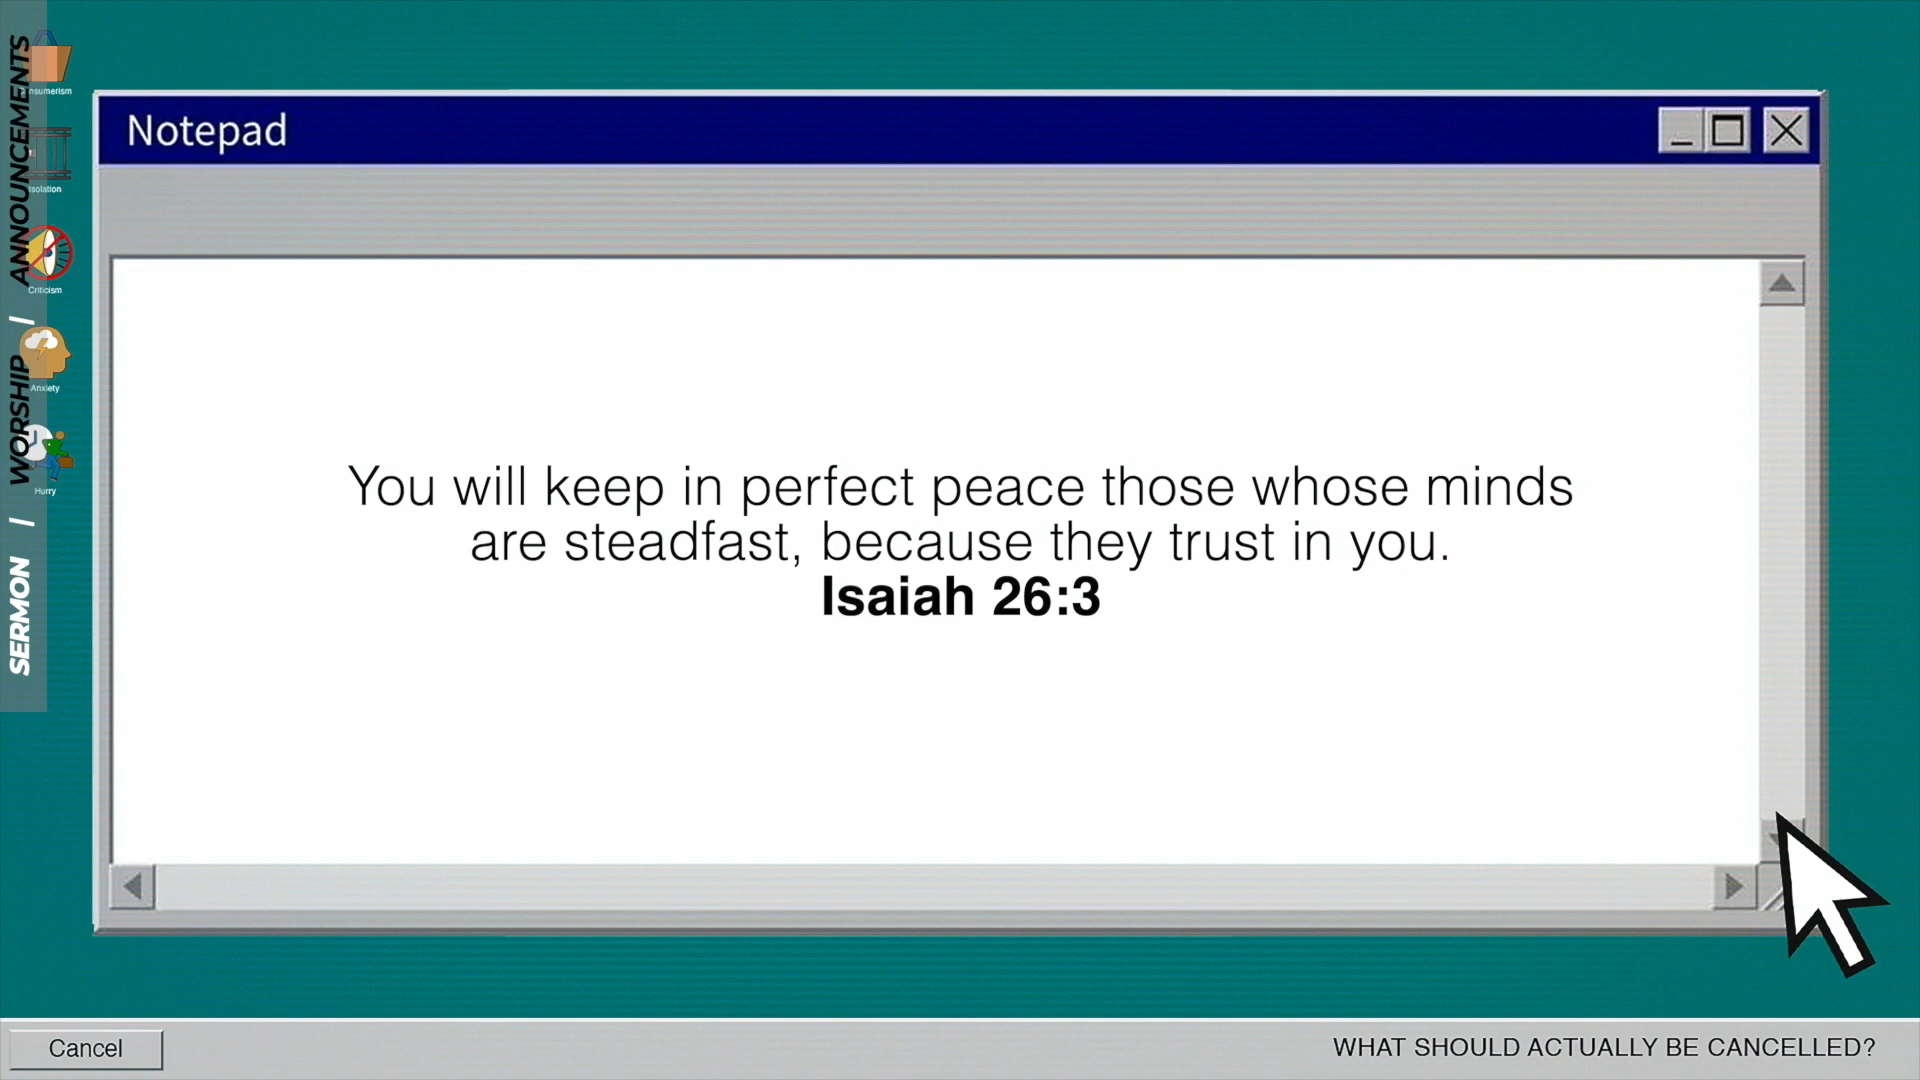 Notepad
You will keep in perfect peace those whose minds
are steadfast, because they trust in you.
Isaiah 26:3
SERMON | WORSHIP | ANNOUNCEMENTS
Isolation
Criticism
Anxiety
Hurry
Cancel
WHAT SHOULD ACTUALLY BE CANCELLED?